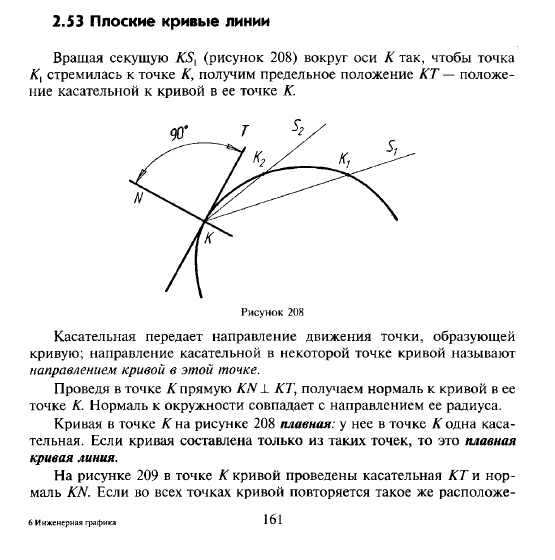 2.53 Плоские кривые линии
Вращая секущую KS₁ (рисунок 208) вокруг оси K так, чтобы точка
K₁ стремилась к точке K, получим предельное положение KT — положе-
ние касательной к кривой в ее точке K.
90°
T
S₂
K₂
K₁
S₁
N
K
Рисунок 208
Касательная передает направление движения точки, образующей
кривую; направление касательной в некоторой точке кривой называют
направлением кривой в этой точке.
Проведя в точке K прямую KN ⊥ KT, получаем нормаль к кривой в ее
точке K. Нормаль к окружности совпадает с направлением ее радиуса.
Кривая в точке K на рисунке 208 плавная: у нее в точке K одна каса-
тельная. Если кривая составлена только из таких точек, то это плавная
кривая линия.
На рисунке 209 в точке K кривой проведены касательная KT и нор-
маль KN. Если во всех точках кривой повторяется такое же расположе-
6 Инженерная графика
161